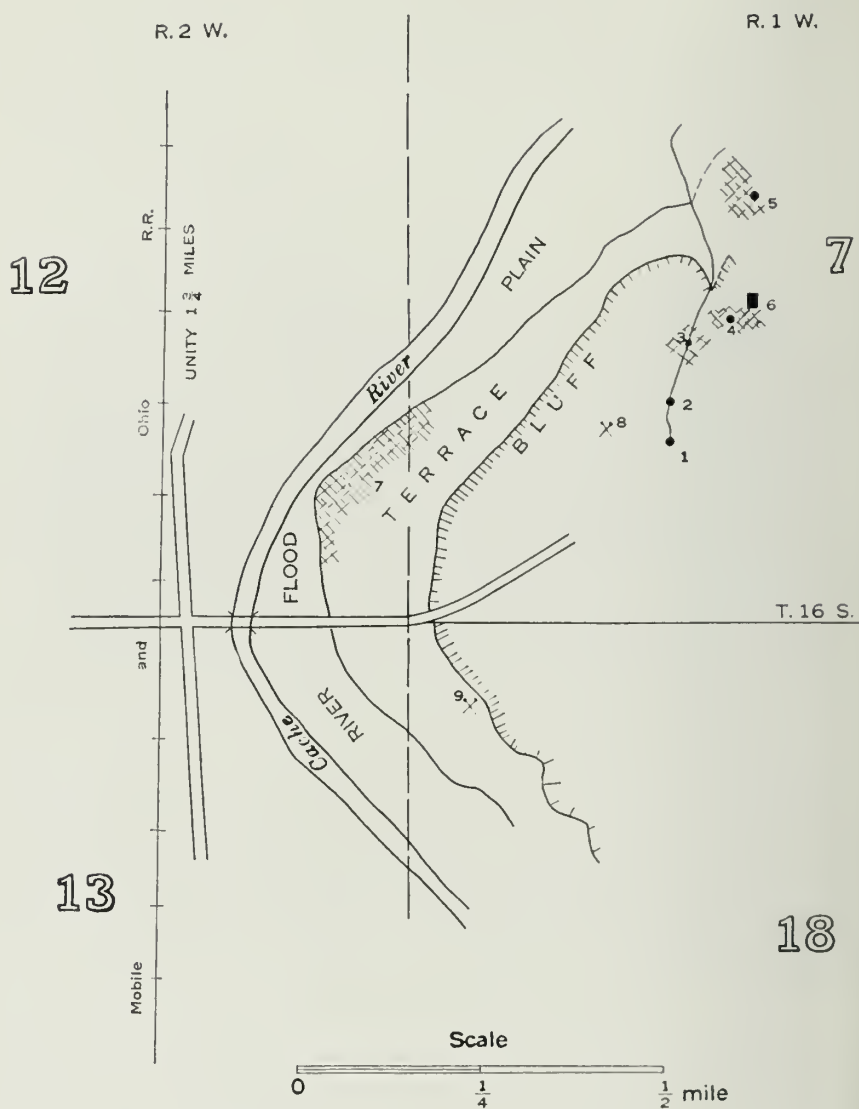 R. 2 W.
R. 1 W.
12
7
R.R.
UNITY 1 3/4 MILES
Ohio
and
Mobile
PLAIN
River
TERRACE
BLUFF
FLOOD
RIVER
Cache
5
6
4
3
8
2
1
7
9
T. 16 S.
13
18
Scale
0
1/4
1/2 mile